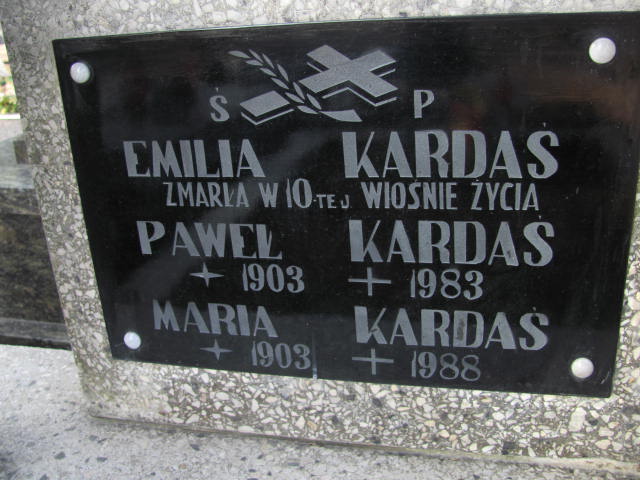 Ś P
EMILIA KARDAŚ
ZMARŁA W 10-TEJ WIOŚNIE ŻYCIA
PAWEŁ KARDAŚ
1903 1983
MARIA KARDAŚ
1903 1988